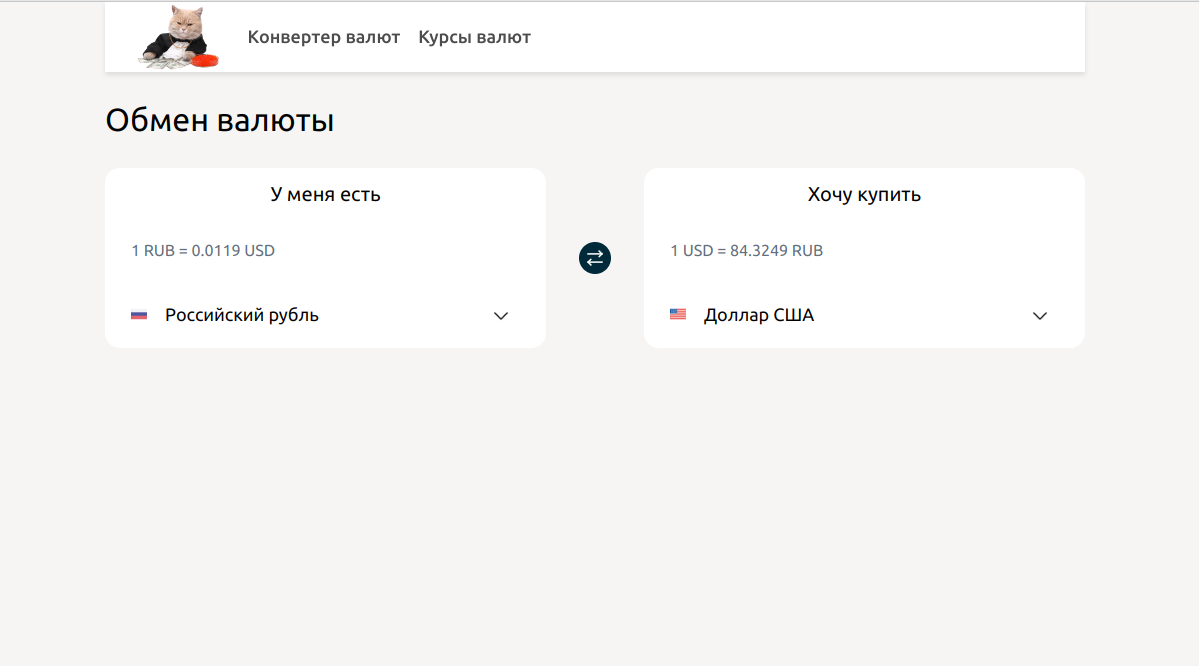 Конвертер валют Курсы валют
Обмен валюты
У меня есть
1 RUB = 0.0119 USD
Российский рубль
Хочу купить
1 USD = 84.3249 RUB
Доллар США